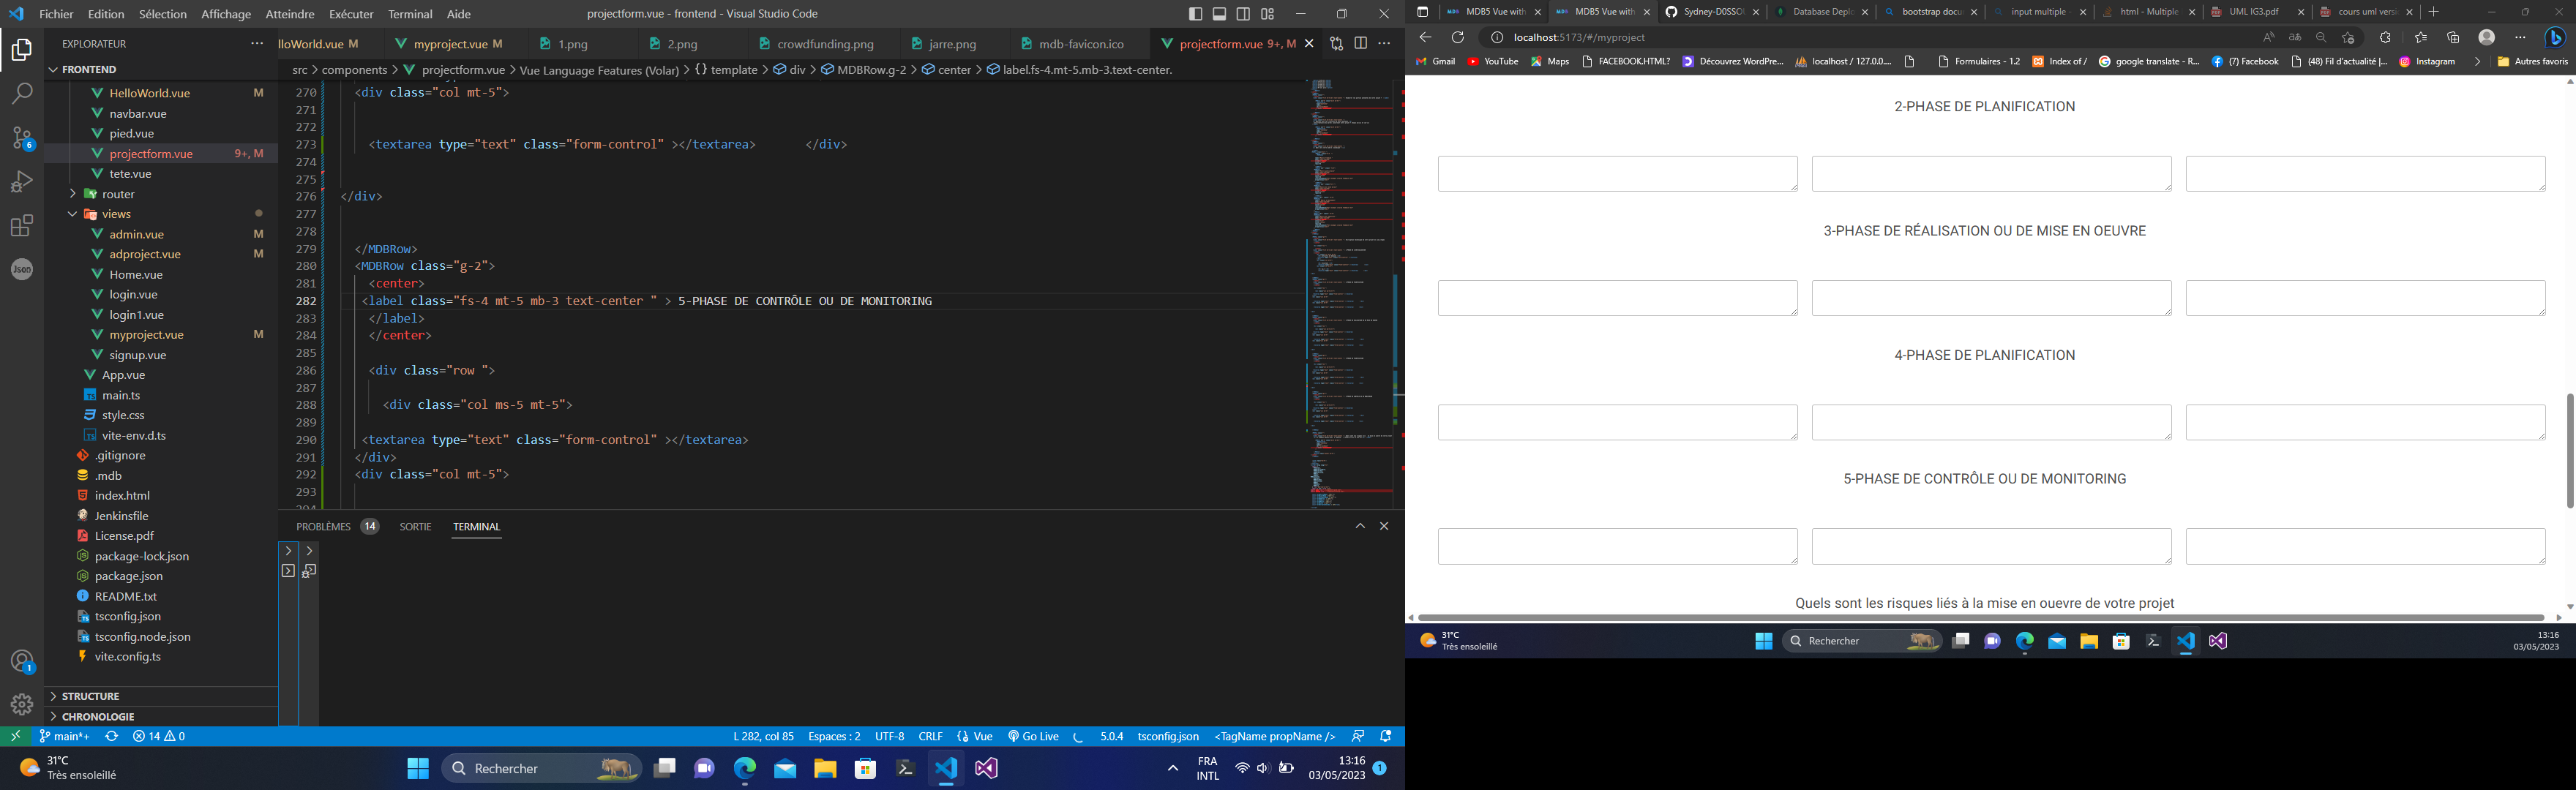 Fichier Edition Sélection Affichage Atteindre Exécuter Terminal Aide
projectform.vue - frontend - Visual Studio Code
EXPLORATEUR
FRONTEND
HelloWorld.vue M
navbar.vue
pied.vue
projectform.vue 9+, M
tete.vue
router
views
admin.vue M
adproject.vue M
Home.vue
login.vue
login1.vue
myproject.vue M
signup.vue
App.vue
main.ts
style.css
vite-env.d.ts
.gitignore
.mdb
index.html
Jenkinsfile
License.pdf
package-lock.json
package.json
README.txt
tsconfig.json
tsconfig.node.json
vite.config.ts
STRUCTURE
CHRONOLOGIE
lloWorld.vue M myproject.vue M 1.png 2.png crowdfunding.png jarre.png mdb-favicon.ico projectform.vue 9+, M
src > components > projectform.vue > Vue Language Features (Volar) > {} template > div > MDBRow.g-2 > center > label.fs-4.mt-5.mb-3.text-center.
270 <div class="col mt-5">
271
272
273 <textarea type="text" class="form-control" ></textarea> </div>
274
275
276 </div>
277
278
279 </MDBRow>
280 <MDBRow class="g-2">
281 <center>
282 <label class="fs-4 mt-5 mb-3 text-center " > 5-PHASE DE CONTRÔLE OU DE MONITORING
283 </label>
284 </center>
285
286 <div class="row ">
287
288 <div class="col ms-5 mt-5">
289
290 <textarea type="text" class="form-control" ></textarea>
291 </div>
292 <div class="col mt-5">
293
294
PROBLÈMES 14 SORTIE TERMINAL
main*+ 14 0 L 282, col 85 Espaces : 2 UTF-8 CRLF Vue Go Live 5.0.4 tsconfig.json <TagName propName />
31°C
Très ensoleillé
Rechercher
FRA
INTL
13:16
03/05/2023
1
MDB5 Vue with MDB5 Vue with Sydney-D0SSO Database Depl bootstrap docu input multiple - html - Multiple UML IG3.pdf cours uml vers
localhost:5173/#/myproject
Gmail YouTube Maps FACEBOOK.HTML? Découvrez WordPre... localhost / 127.0.0.... Formulaires - 1.2 Index of / google translate - R... (7) Facebook (48) Fil d'actualité |... Instagram Autres favoris
2-PHASE DE PLANIFICATION
3-PHASE DE RÉALISATION OU DE MISE EN OEUVRE
4-PHASE DE PLANIFICATION
5-PHASE DE CONTRÔLE OU DE MONITORING
Quels sont les risques liés à la mise en ouevre de votre projet
31°C
Très ensoleillé
Rechercher
13:16
03/05/2023